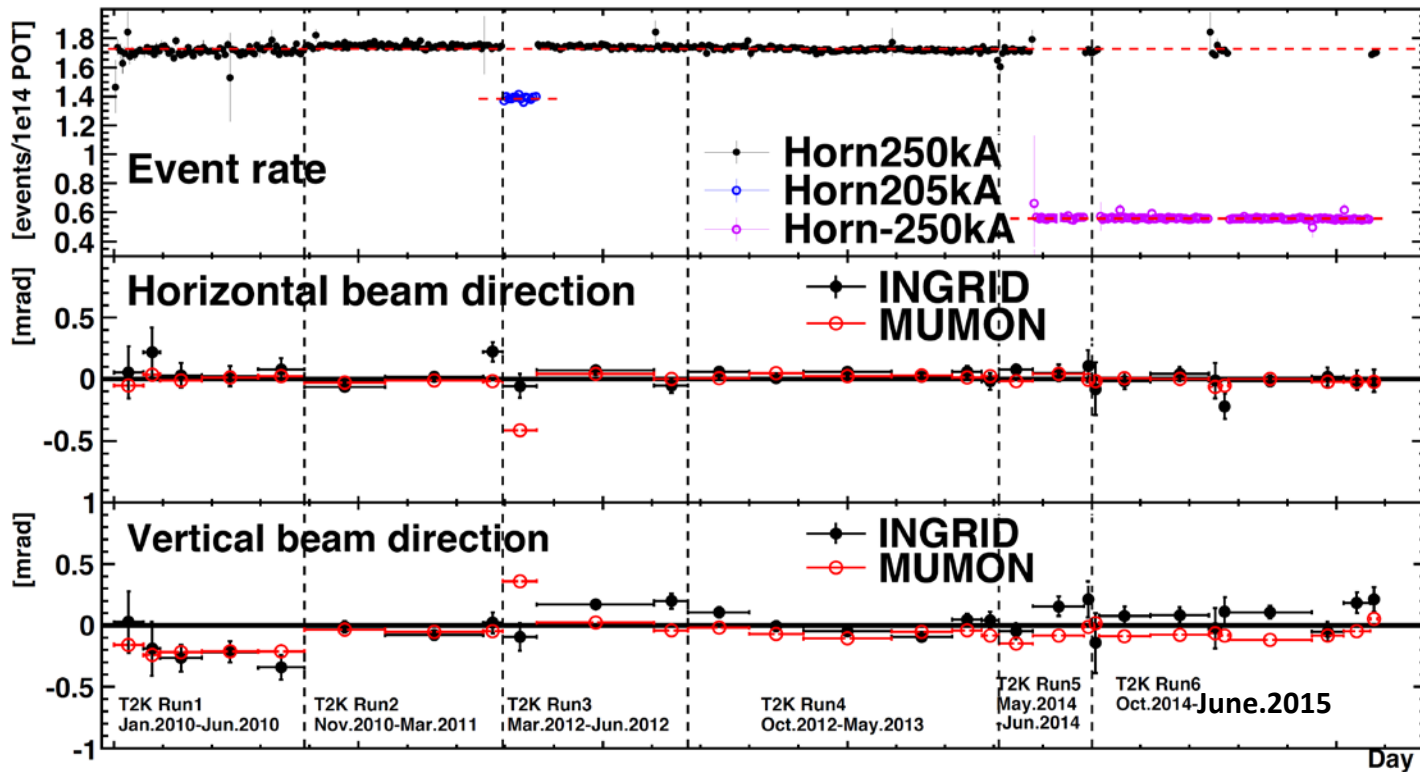 [events/1e14 POT]
1.8
1.6
1.4
1.2
1
0.8
0.6
0.4
Event rate
Horn250kA
Horn205kA
Horn-250kA
[mrad]
0.5
0
-0.5
Horizontal beam direction
INGRID
MUMON
[mrad]
1
0.5
0
-0.5
-1
Vertical beam direction
INGRID
MUMON
T2K Run1
Jan.2010-Jun.2010
T2K Run2
Nov.2010-Mar.2011
T2K Run3
Mar.2012-Jun.2012
T2K Run4
Oct.2012-May.2013
T2K Run5
May.2014
-Jun.2014
T2K Run6
Oct.2014-June.2015
Day